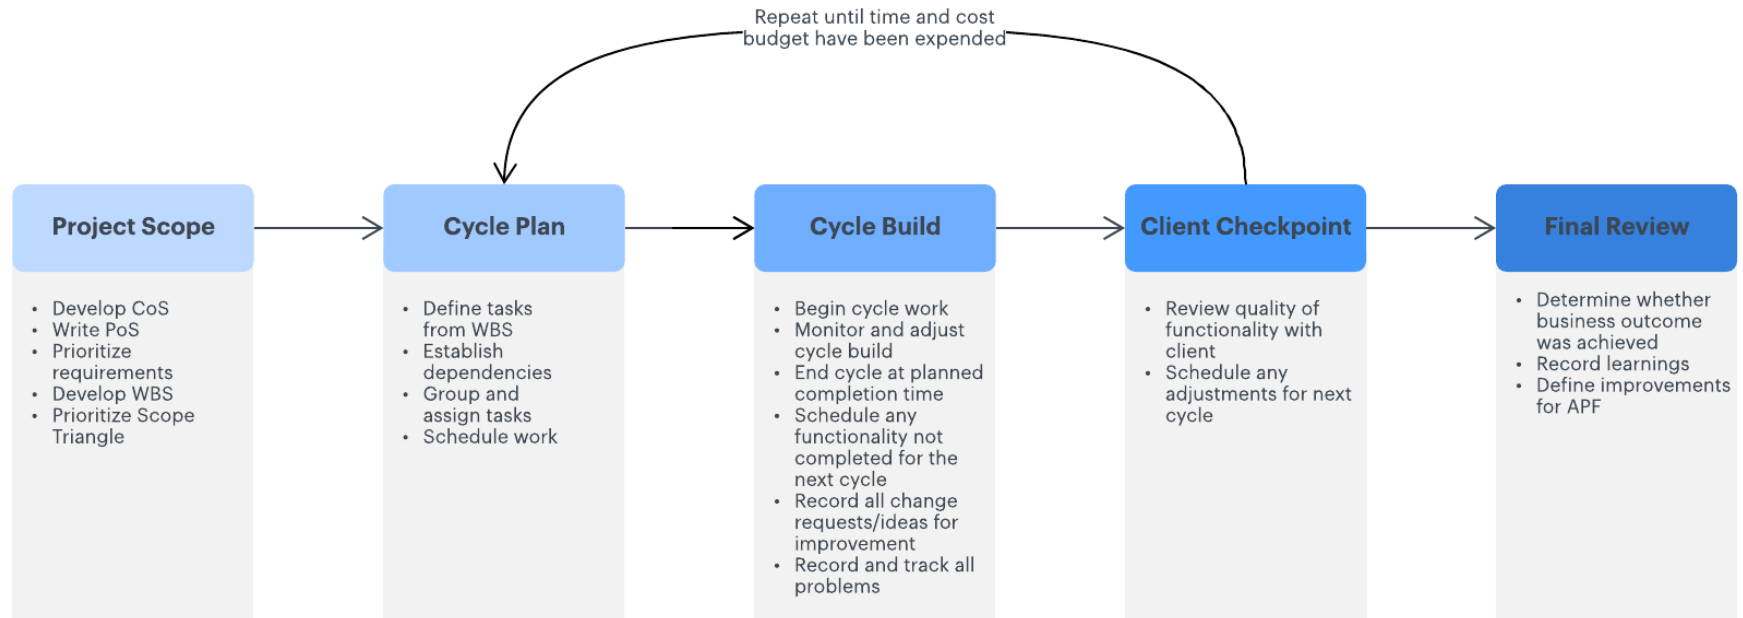 Repeat until time and cost
budget have been expended
Project Scope
• Develop CoS
• Write PoS
• Prioritize
requirements
• Develop WBS
• Prioritize Scope
Triangle
Cycle Plan
• Define tasks
from WBS
• Establish
dependencies
• Group and
assign tasks
• Schedule work
Cycle Build
• Begin cycle work
• Monitor and adjust
cycle build
• End cycle at planned
completion time
• Schedule any
functionality not
completed for the
next cycle
• Record all change
requests/ideas for
improvement
• Record and track all
problems
Client Checkpoint
• Review quality of
functionality with
client
• Schedule any
adjustments for next
cycle
Final Review
• Determine whether
business outcome
was achieved
• Record learnings
• Define improvements
for APF